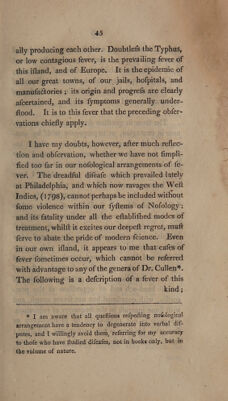 45
ally producing each other. Doubtleſs the Typhus,
or low contagious fever, is the prevailing fever of
this iſland, and of Europe. It is the epidemic of
all our great towns, of our jails, hoſpitals, and
manufactories; its origin and progreſs are clearly
aſcertained, and its ſymptoms generally under-
ſtood. It is to this fever that the preceding obſer-
vations chiefly apply.
I have my doubts, however, after much reflec-
tion and obſervation, whether we have not ſimpli-
fied too far in our noſological arrangements of fe-
ver. The dreadful diſeaſe which prevailed lately
at Philadelphia, and which now ravages the Weſt
Indies, (1798), cannot perhaps be included without
ſome violence within our ſyſtems of Noſology:
and its fatality under all the eſtabliſhed modes of
treatment, whilſt it excites our deepeſt regret, muſt
ſerve to abate the pride of modern ſcience. Even
in our own iſland, it appears to me that caſes of
fever ſometimes occur, which cannot be referred
with advantage to any of the genera of Dr. Cullen*.
The following is a deſcription of a fever of this
kind;
* I am aware that all queſtions reſpecting noſological
arrangement have a tendency to degenerate into verbal diſ-
putes, and I willingly avoid them, referring for my accuracy
to thoſe who have ſtudied diſeaſes, not in books only, but in
the volume of nature.